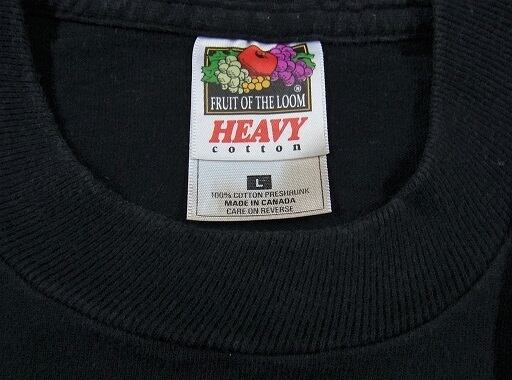 FRUIT OF THE LOOM ®
HEAVY
cotton
L
100% COTTON PRESHRUNK
MADE IN CANADA
CARE ON REVERSE